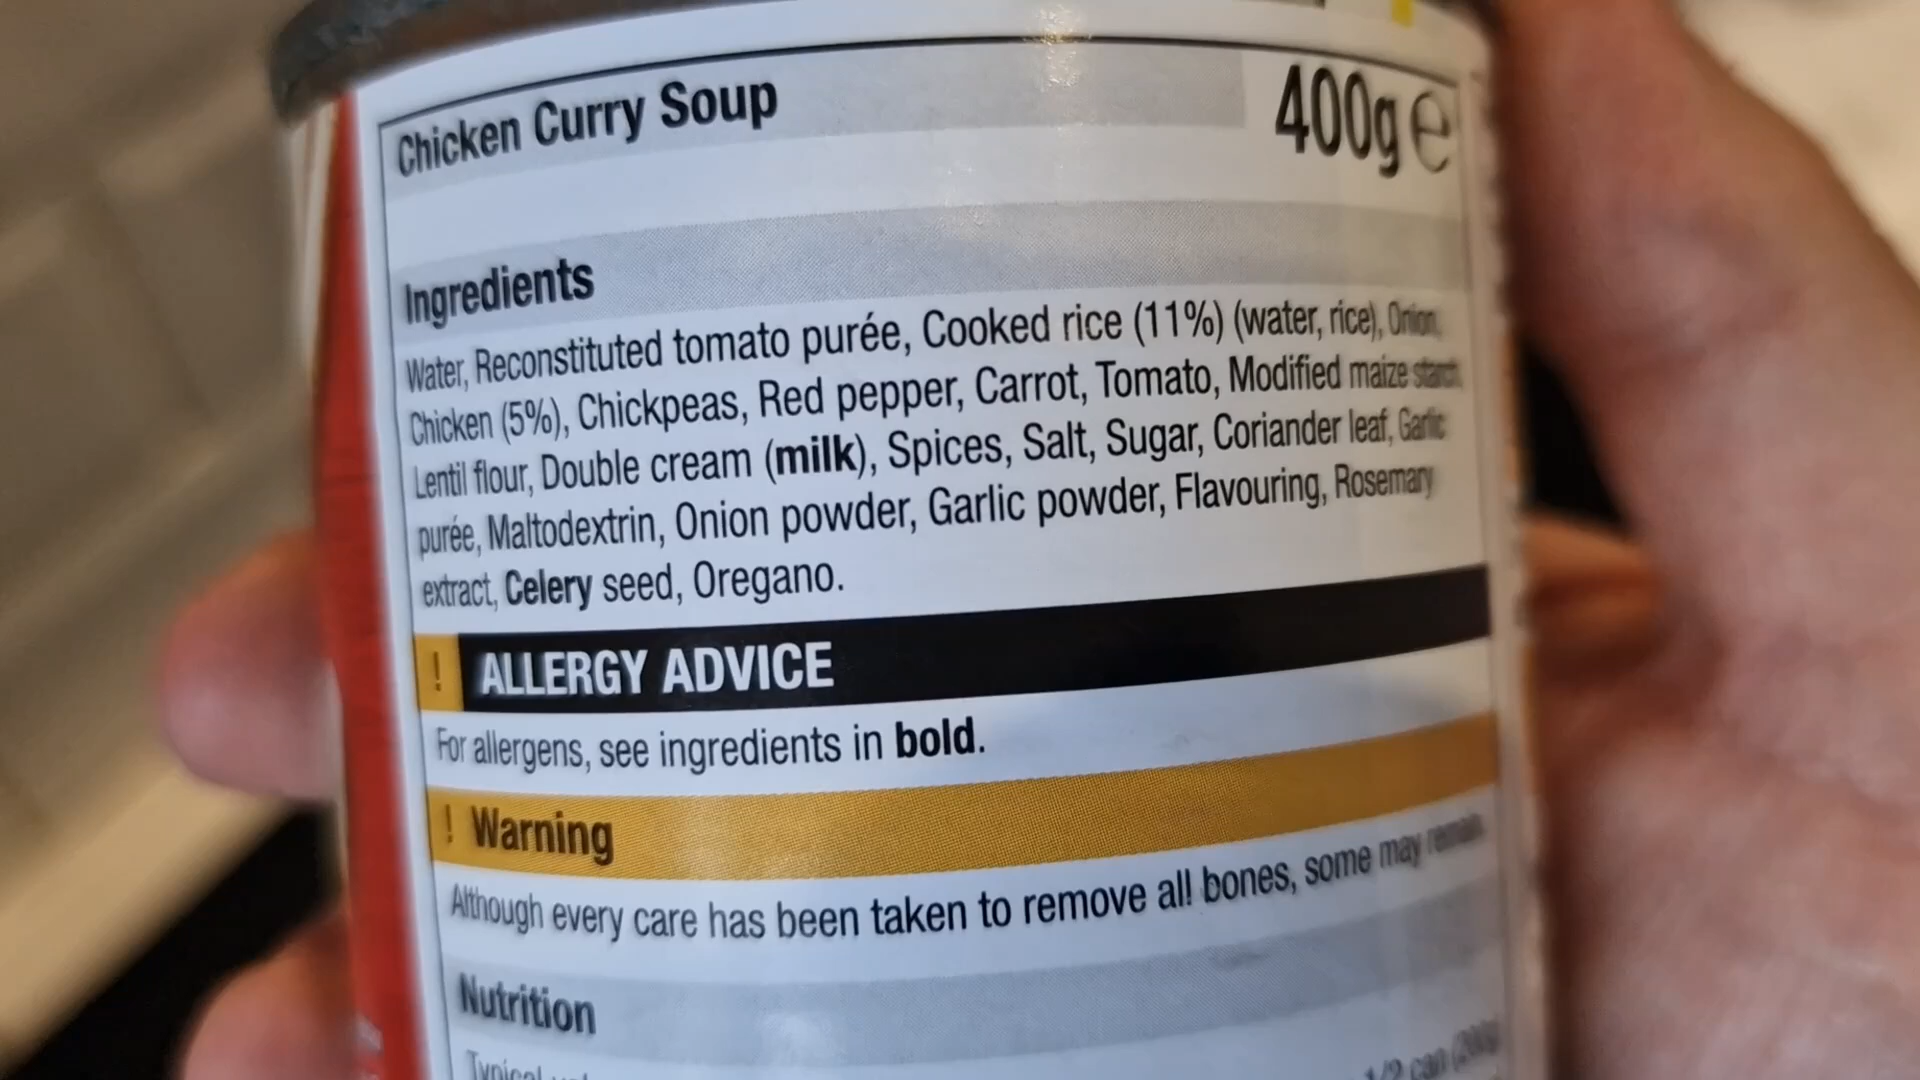 Chicken Curry Soup 400g e
Ingredients
Water, Reconstituted tomato purée, Cooked rice (11%) (water, rice), Onion,
Chicken (5%), Chickpeas, Red pepper, Carrot, Tomato, Modified maize starch,
Lentil flour, Double cream (milk), Spices, Salt, Sugar, Coriander leaf, Garlic
purée, Maltodextrin, Onion powder, Garlic powder, Flavouring, Rosemary
extract, Celery seed, Oregano.
! ALLERGY ADVICE
For allergens, see ingredients in bold.
! Warning
Although every care has been taken to remove all bones, some may remain.
Nutrition
1/2 can